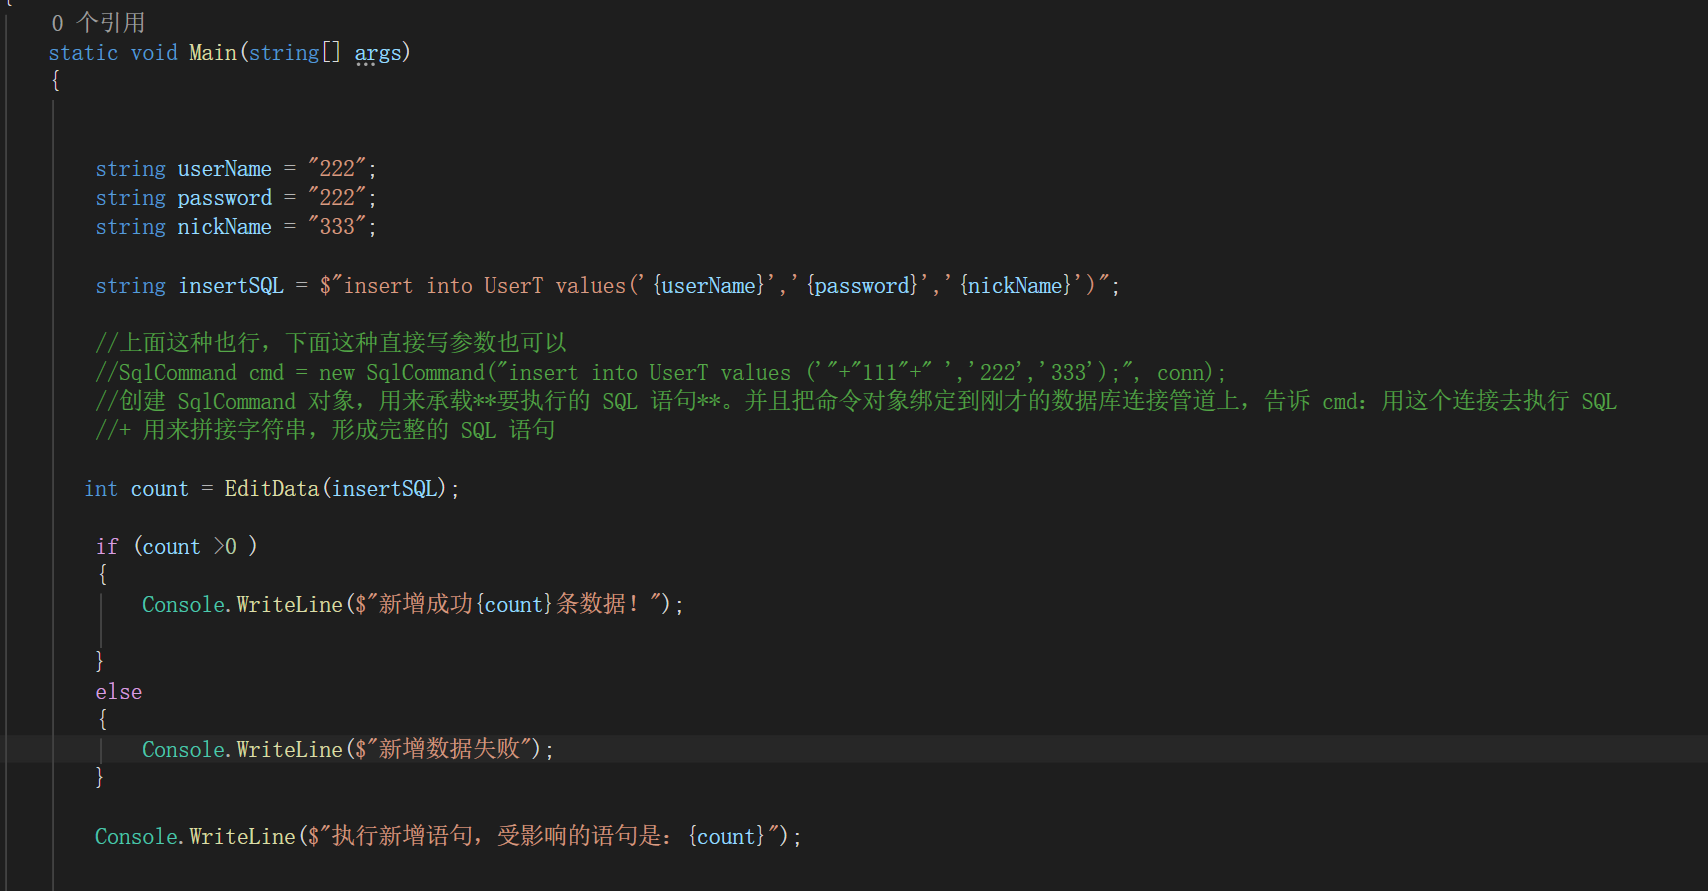 {
0 个引用
static void Main(string[] args)
{
string userName = "222";
string password = "222";
string nickName = "333";
string insertSQL = $"insert into UserT values('{userName}','{password}','{nickName}')";
//上面这种也行，下面这种直接写参数也可以
//SqlCommand cmd = new SqlCommand("insert into UserT values ('"+"111"+" ','222','333');", conn);
//创建 SqlCommand 对象，用来承载**要执行的 SQL 语句**。并且把命令对象绑定到刚才的数据库连接管道上，告诉 cmd：用这个连接去执行 SQL
//+ 用来拼接字符串，形成完整的 SQL 语句
int count = EditData(insertSQL);
if (count >0 )
{
Console.WriteLine($"新增成功{count}条数据！");
}
else
{
Console.WriteLine($"新增数据失败");
}
Console.WriteLine($"执行新增语句，受影响的语句是：{count}");